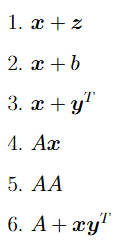 1. x + z
2. x + b
3. x + y^T
4. Ax
5. AA
6. A + xy^T